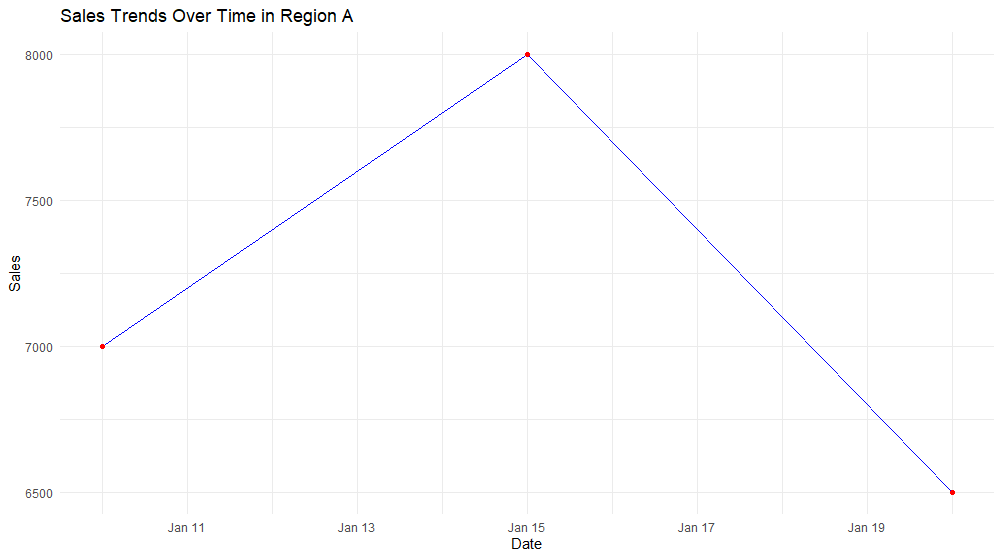 Sales Trends Over Time in Region A
8000
7500
7000
6500
Sales
Jan 11 Jan 13 Jan 15 Jan 17 Jan 19
Date